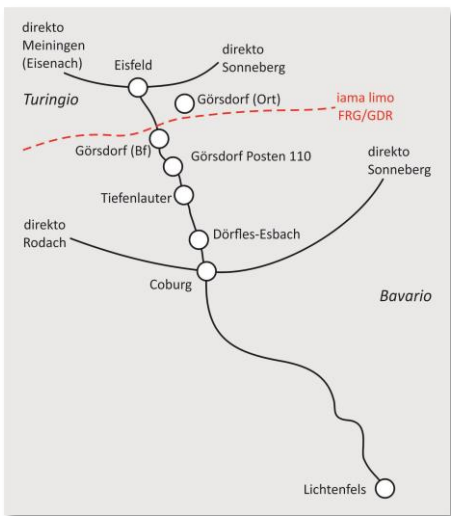 direkto
Meiningen
(Eisenach)
Eisfeld
direkto
Sonneberg
Turingio
Görsdorf (Ort)
iama limo
FRG/GDR
Görsdorf (Bf)
Görsdorf Posten 110
direkto
Sonneberg
Tiefenlauter
direkto
Rodach
Dörfles-Esbach
Coburg
Bavario
Lichtenfels